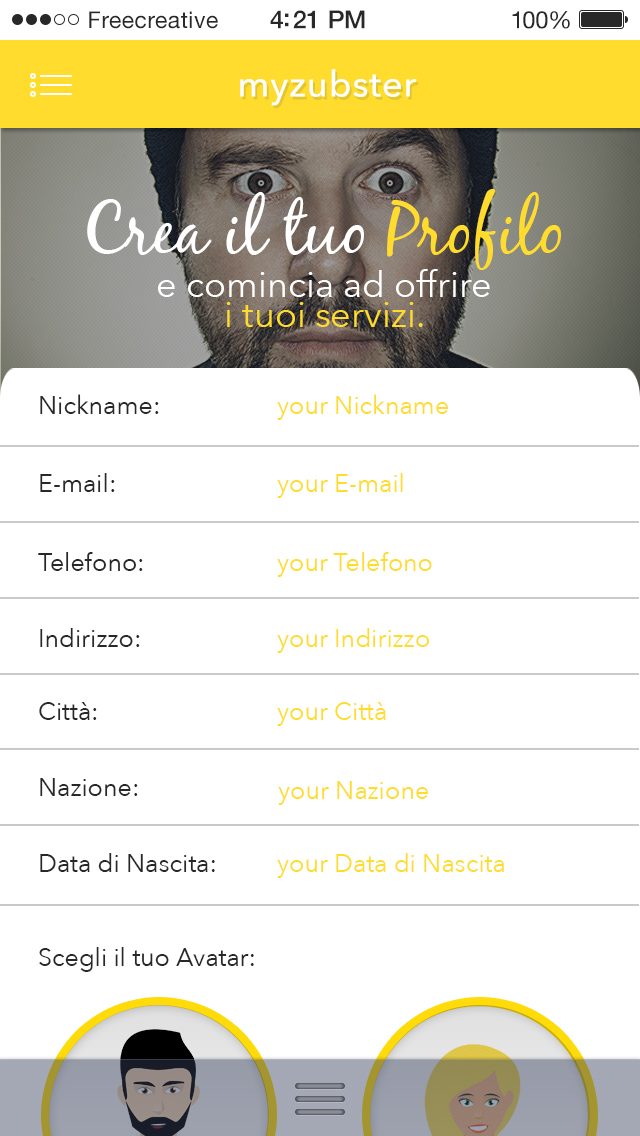 Freecreative 4:21 PM 100%
myzubster
Crea il tuo Profilo
e comincia ad offrire
i tuoi servizi.
Nickname: your Nickname
E-mail: your E-mail
Telefono: your Telefono
Indirizzo: your Indirizzo
Città: your Città
Nazione: your Nazione
Data di Nascita: your Data di Nascita
Scegli il tuo Avatar: